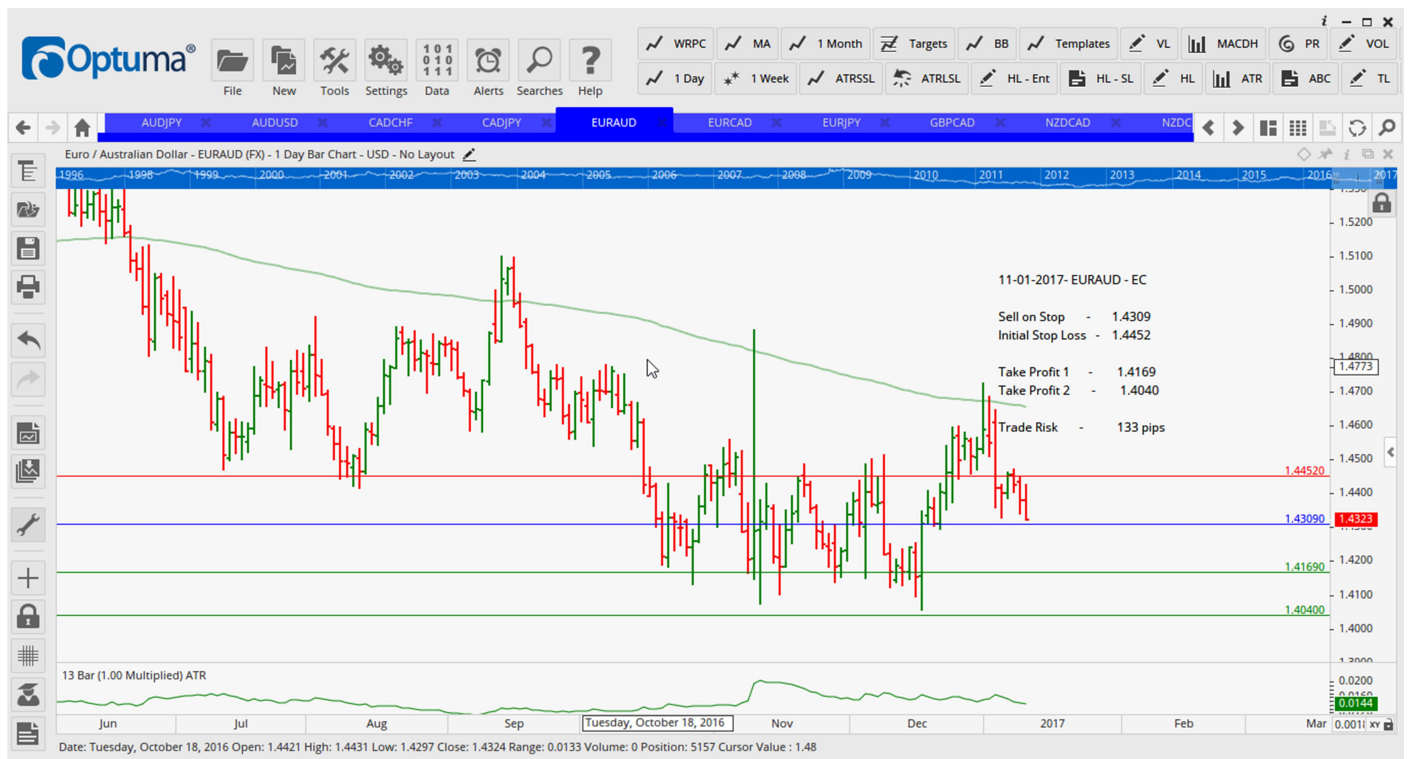 i
Optuma®
File
New
Tools
Settings
101
010
111
Data
Alerts
Searches
Help
WRPC
MA
1 Month
Targets
BB
Templates
VL
MACDH
PR
VOL
1 Day
1 Week
ATRSSL
ATRLSL
HL - Ent
HL - SL
HL
ATR
ABC
TL
AUDJPY
AUDUSD
CADCHF
CADJPY
EURAUD
EURCAD
EURJPY
GBPCAD
NZDCAD
NZDC
Euro / Australian Dollar - EURAUD (FX) - 1 Day Bar Chart - USD - No Layout
1996 1998 1999 2000 2001 2002 2003 2004 2005 2006 2007 2008 2009 2010 2011 2012 2013 2014 2015 2016 2017
1.5200
1.5100
1.5000
1.4900
1.4800
1.4773
1.4700
1.4600
1.4500
1.4400
1.4323
1.4200
1.4100
1.4000
11-01-2017- EURAUD - EC
Sell on Stop - 1.4309
Initial Stop Loss - 1.4452
Take Profit 1 - 1.4169
Take Profit 2 - 1.4040
Trade Risk - 133 pips
1.44520
1.43090
1.41690
1.40400
13 Bar (1.00 Multiplied) ATR
0.0200
0.0144
Jun Jul Aug Sep Tuesday, October 18, 2016 Nov Dec 2017 Feb Mar
XY
Date: Tuesday, October 18, 2016 Open: 1.4421 High: 1.4431 Low: 1.4297 Close: 1.4324 Range: 0.0133 Volume: 0 Position: 5157 Cursor Value : 1.48